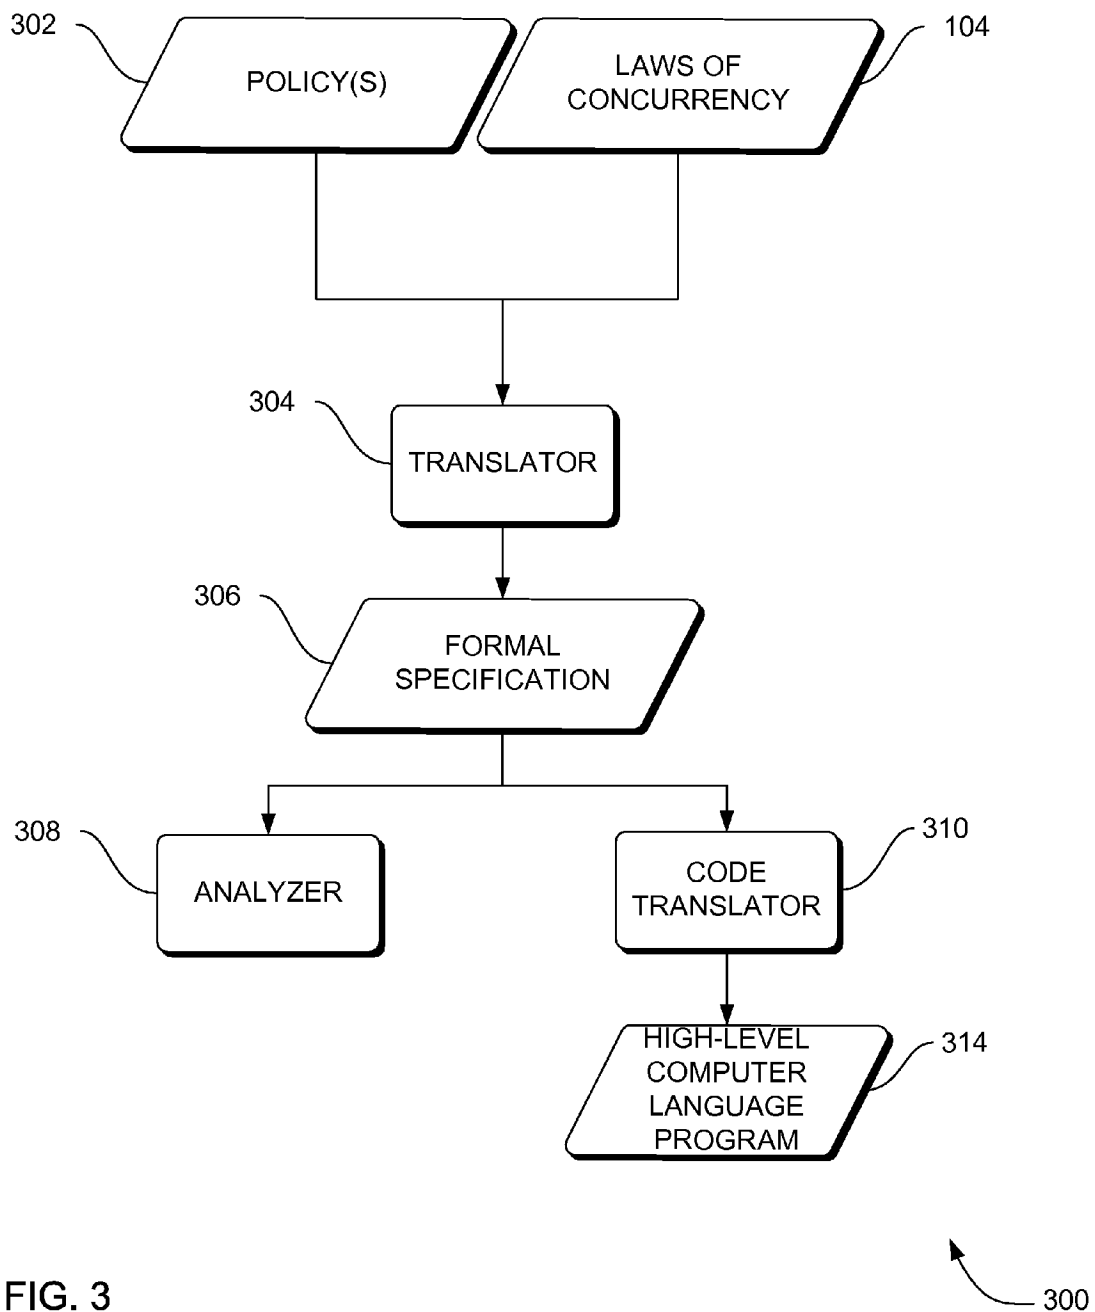 302
104
POLICY(S)
LAWS OF
CONCURRENCY
304
TRANSLATOR
306
FORMAL
SPECIFICATION
308
310
ANALYZER
CODE
TRANSLATOR
HIGH-LEVEL
COMPUTER
LANGUAGE
PROGRAM
314
FIG. 3
300